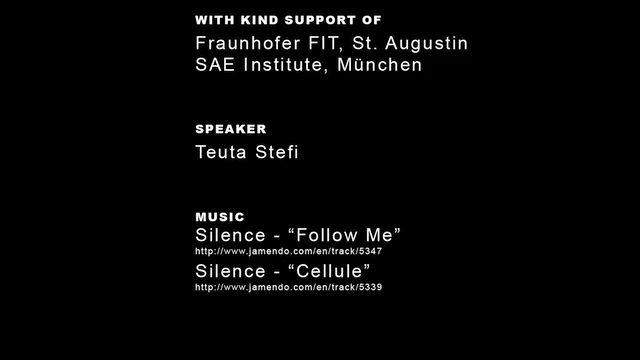 WITH KIND SUPPORT OF
Fraunhofer FIT, St. Augustin
SAE Institute, München
SPEAKER
Teuta Stefi
MUSIC
Silence - “Follow Me”
http://www.jamendo.com/en/track/5347
Silence - “Cellule”
http://www.jamendo.com/en/track/5339